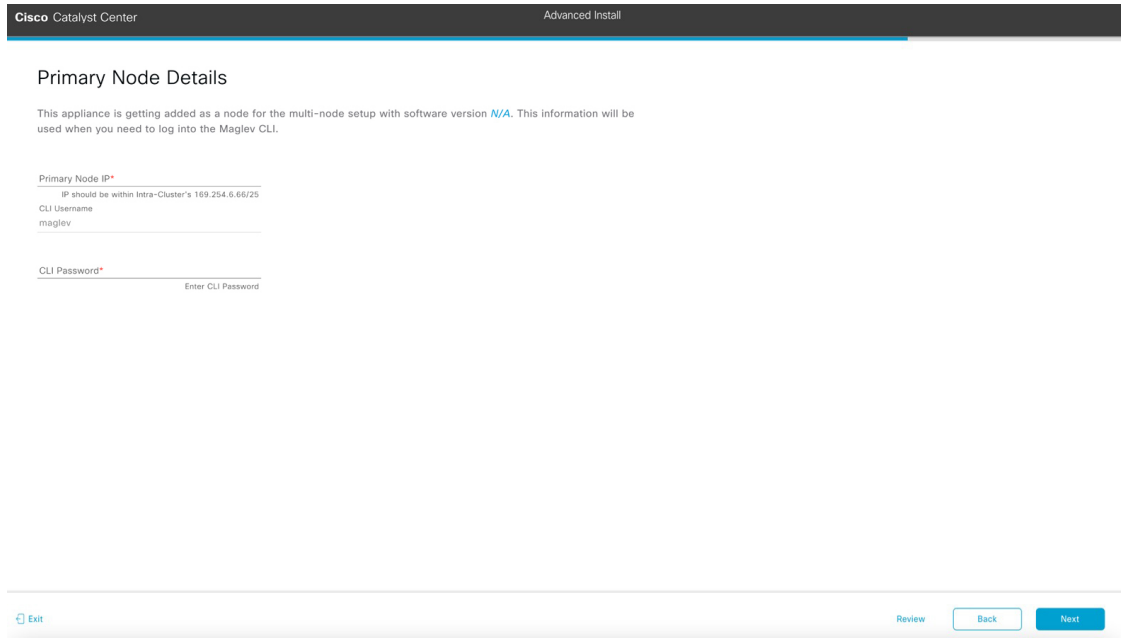 Cisco Catalyst Center
Advanced Install
Primary Node Details
This appliance is getting added as a node for the multi-node setup with software version N/A. This information will be
used when you need to log into the Maglev CLI.
Primary Node IP*
IP should be within Intra-Cluster's 169.254.6.66/25
CLI Username
maglev
CLI Password*
Enter CLI Password
Exit
Review
Back
Next